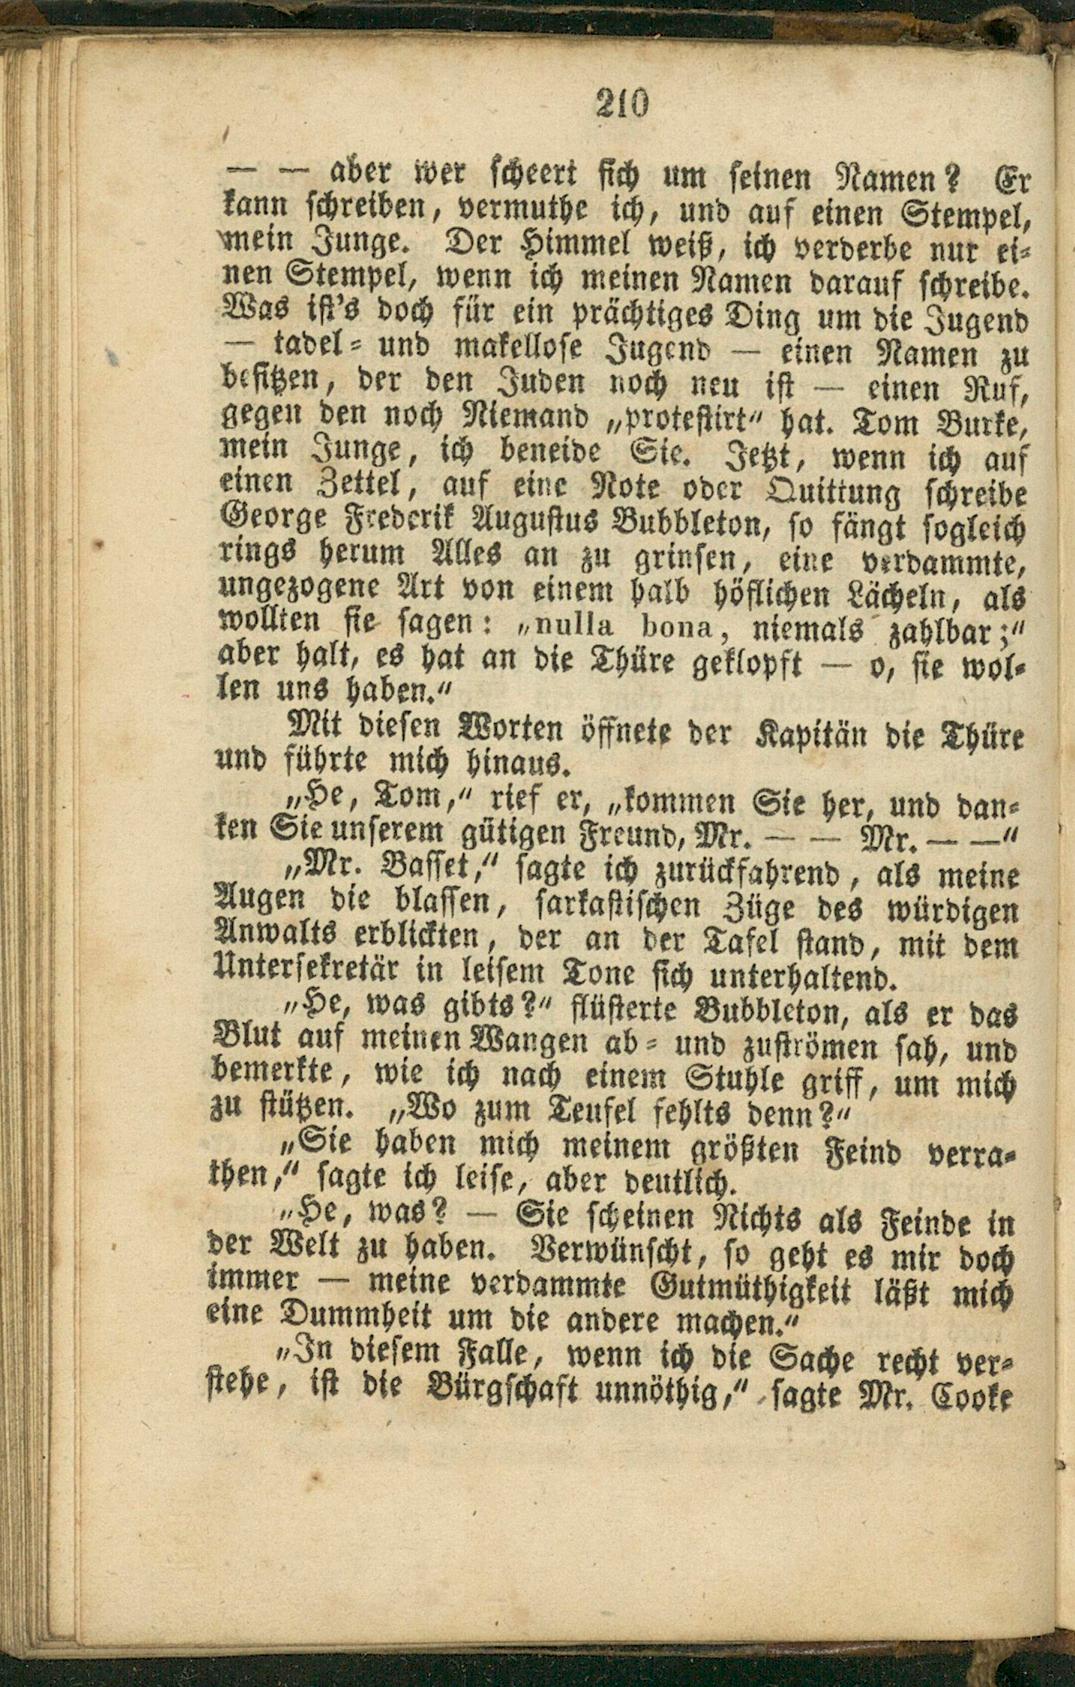 210
— — aber wer scheert sich um seinen Namen? Er
kann schreiben, vermuthe ich, und auf einen Stempel,
mein Junge. Der Himmel weiß, ich verderbe nur ei-
nen Stempel, wenn ich meinen Namen darauf schreibe.
Was ist's doch für ein prächtiges Ding um die Jugend
— tadel- und makellose Jugend — einen Namen zu
besitzen, der den Juden noch neu ist — einen Ruf,
gegen den noch Niemand „protestirt“ hat. Tom Burke,
mein Junge, ich beneide Sie. Jetzt, wenn ich auf
einen Zettel, auf eine Note oder Quittung schreibe
George Frederik Augustus Bubbleton, so fängt sogleich
rings herum Alles an zu grinsen, eine verdammte,
ungezogene Art von einem halb höflichen Lächeln, als
wollten sie sagen: „nulla bona, niemals zahlbar;“
aber halt, es hat an die Thüre geklopft — o, sie wol-
len uns haben.“
Mit diesen Worten öffnete der Kapitän die Thüre
und führte mich hinaus.
„He, Tom,“ rief er, „kommen Sie her, und dan-
ken Sie unserem gütigen Freund, Mr. — — Mr. — —“
„Mr. Basset,“ sagte ich zurückfahrend, als meine
Augen die blassen, sarkastischen Züge des würdigen
Anwalts erblickten, der an der Tafel stand, mit dem
Untersekretär in leisem Tone sich unterhaltend.
„He, was gibts?“ flüsterte Bubbleton, als er das
Blut auf meinen Wangen ab- und zuströmen sah, und
bemerkte, wie ich nach einem Stuhle griff, um mich
zu stützen. „Wo zum Teufel fehlts denn?“
„Sie haben mich meinem größten Feind verra-
then,“ sagte ich leise, aber deutlich.
„He, was? — Sie scheinen Nichts als Feinde in
der Welt zu haben. Verwünscht, so geht es mir doch
immer — meine verdammte Gutmüthigkeit läßt mich
eine Dummheit um die andere machen.“
„In diesem Falle, wenn ich die Sache recht ver-
stehe, ist die Bürgschaft unnöthig,“ sagte Mr. Cooke